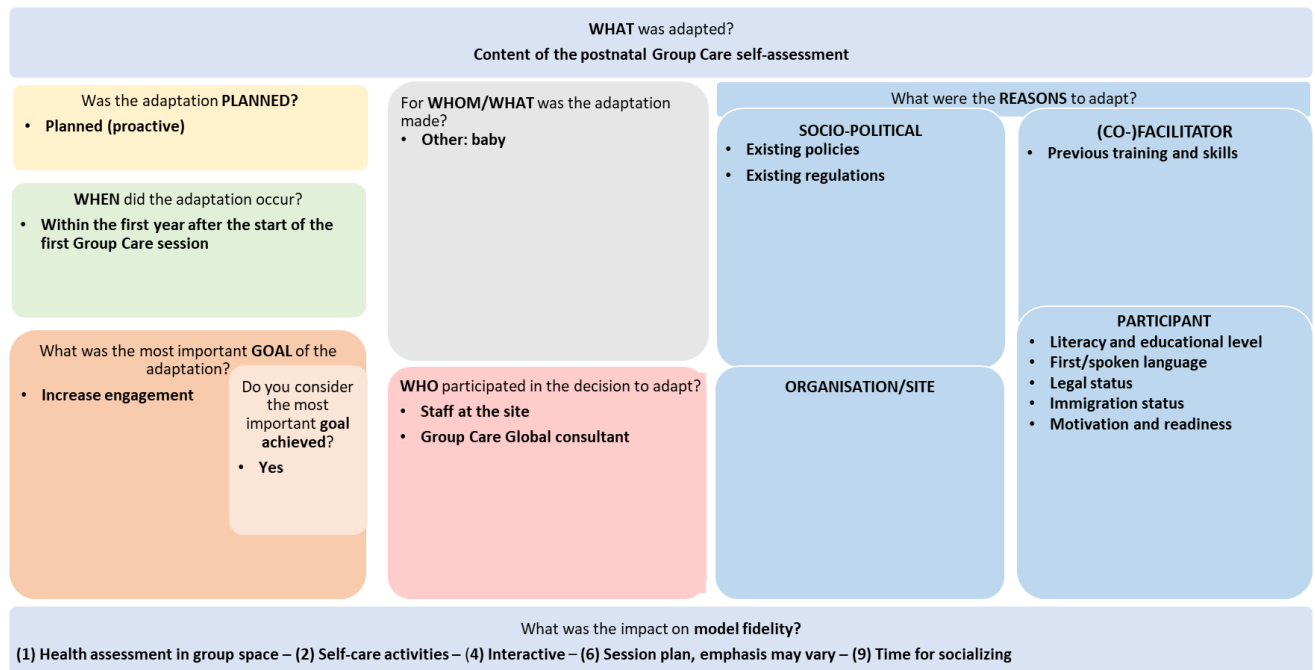 WHAT was adapted?
Content of the postnatal Group Care self-assessment
Was the adaptation PLANNED?
• Planned (proactive)
WHEN did the adaptation occur?
• Within the first year after the start of the
first Group Care session
What was the most important GOAL of the
adaptation?
• Increase engagement
Do you consider
the most
important goal
achieved?
• Yes
For WHOM/WHAT was the adaptation
made?
• Other: baby
WHO participated in the decision to adapt?
• Staff at the site
• Group Care Global consultant
What were the REASONS to adapt?
SOCIO-POLITICAL
• Existing policies
• Existing regulations
(CO-)FACILITATOR
• Previous training and skills
ORGANISATION/SITE
PARTICIPANT
• Literacy and educational level
• First/spoken language
• Legal status
• Immigration status
• Motivation and readiness
What was the impact on model fidelity?
(1) Health assessment in group space – (2) Self-care activities – (4) Interactive – (6) Session plan, emphasis may vary – (9) Time for socializing